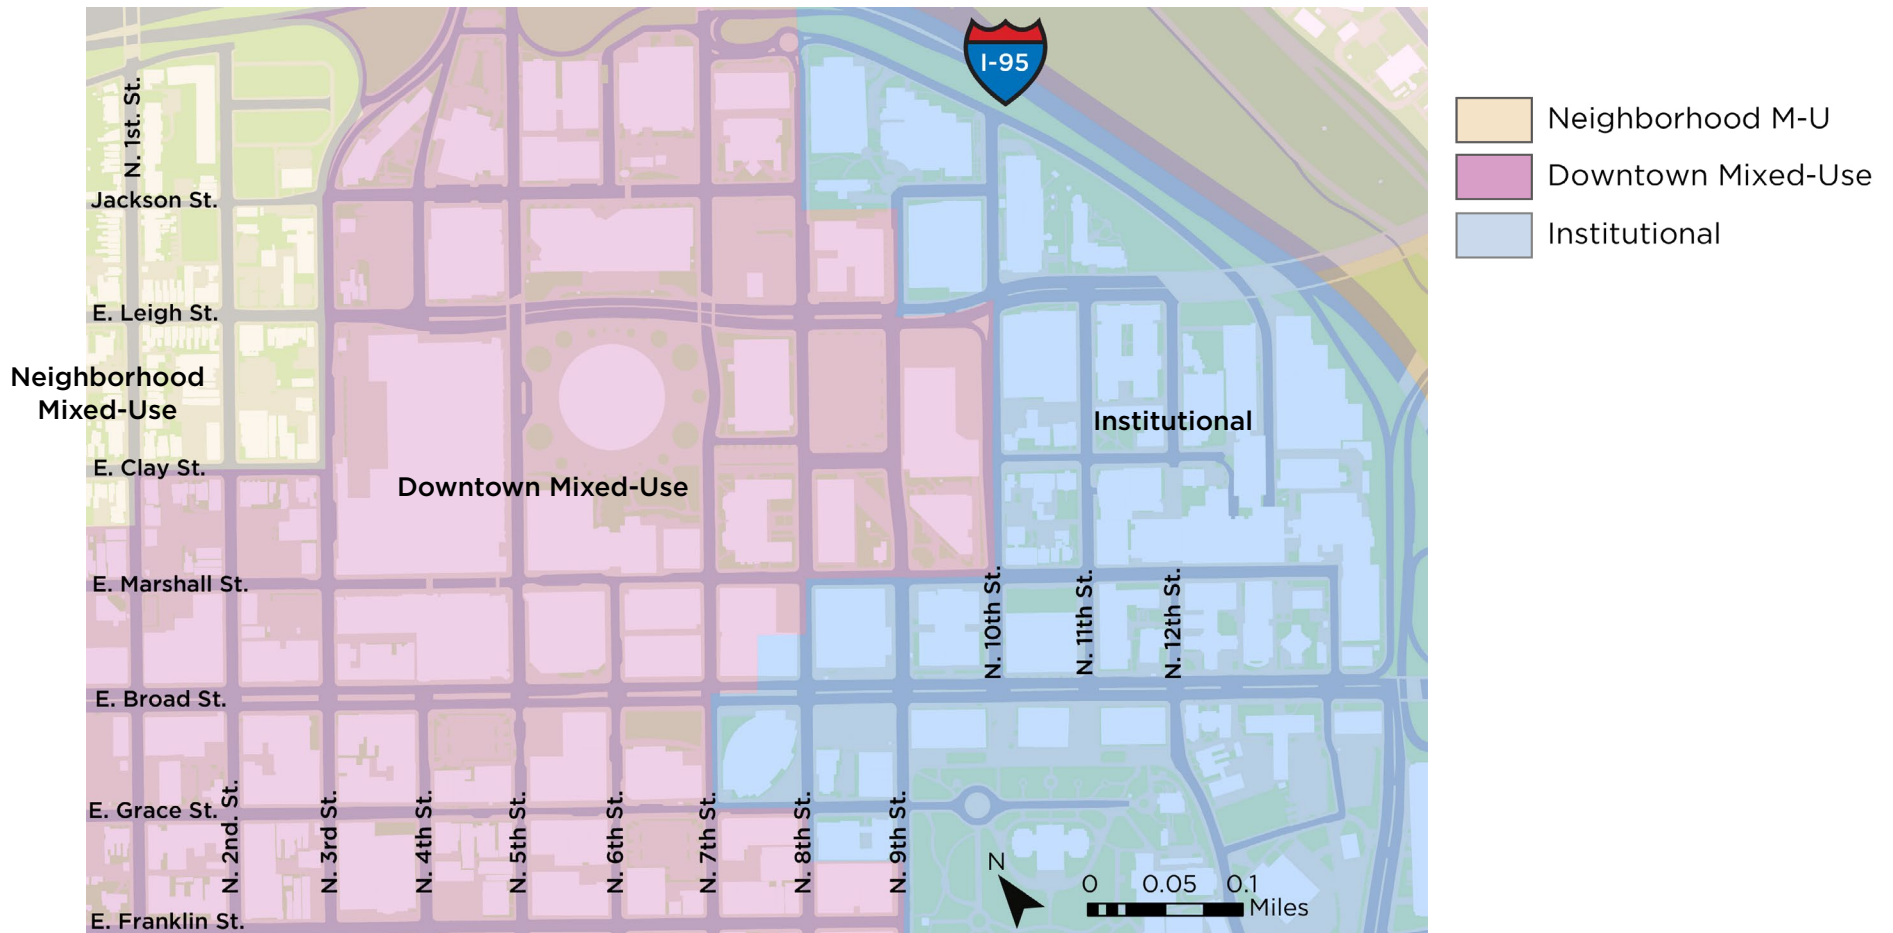 I-95
Neighborhood M-U
Downtown Mixed-Use
Institutional
N. 1st. St.
Jackson St.
E. Leigh St.
Neighborhood
Mixed-Use
Institutional
E. Clay St.
Downtown Mixed-Use
E. Marshall St.
N. 10th St.
N. 11th St.
N. 12th St.
E. Broad St.
E. Grace St.
N. 2nd. St.
N. 3rd St.
N. 4th St.
N. 5th St.
N. 6th St.
N. 7th St.
N. 8th St.
N. 9th St.
N
0 0.05 0.1
Miles
E. Franklin St.